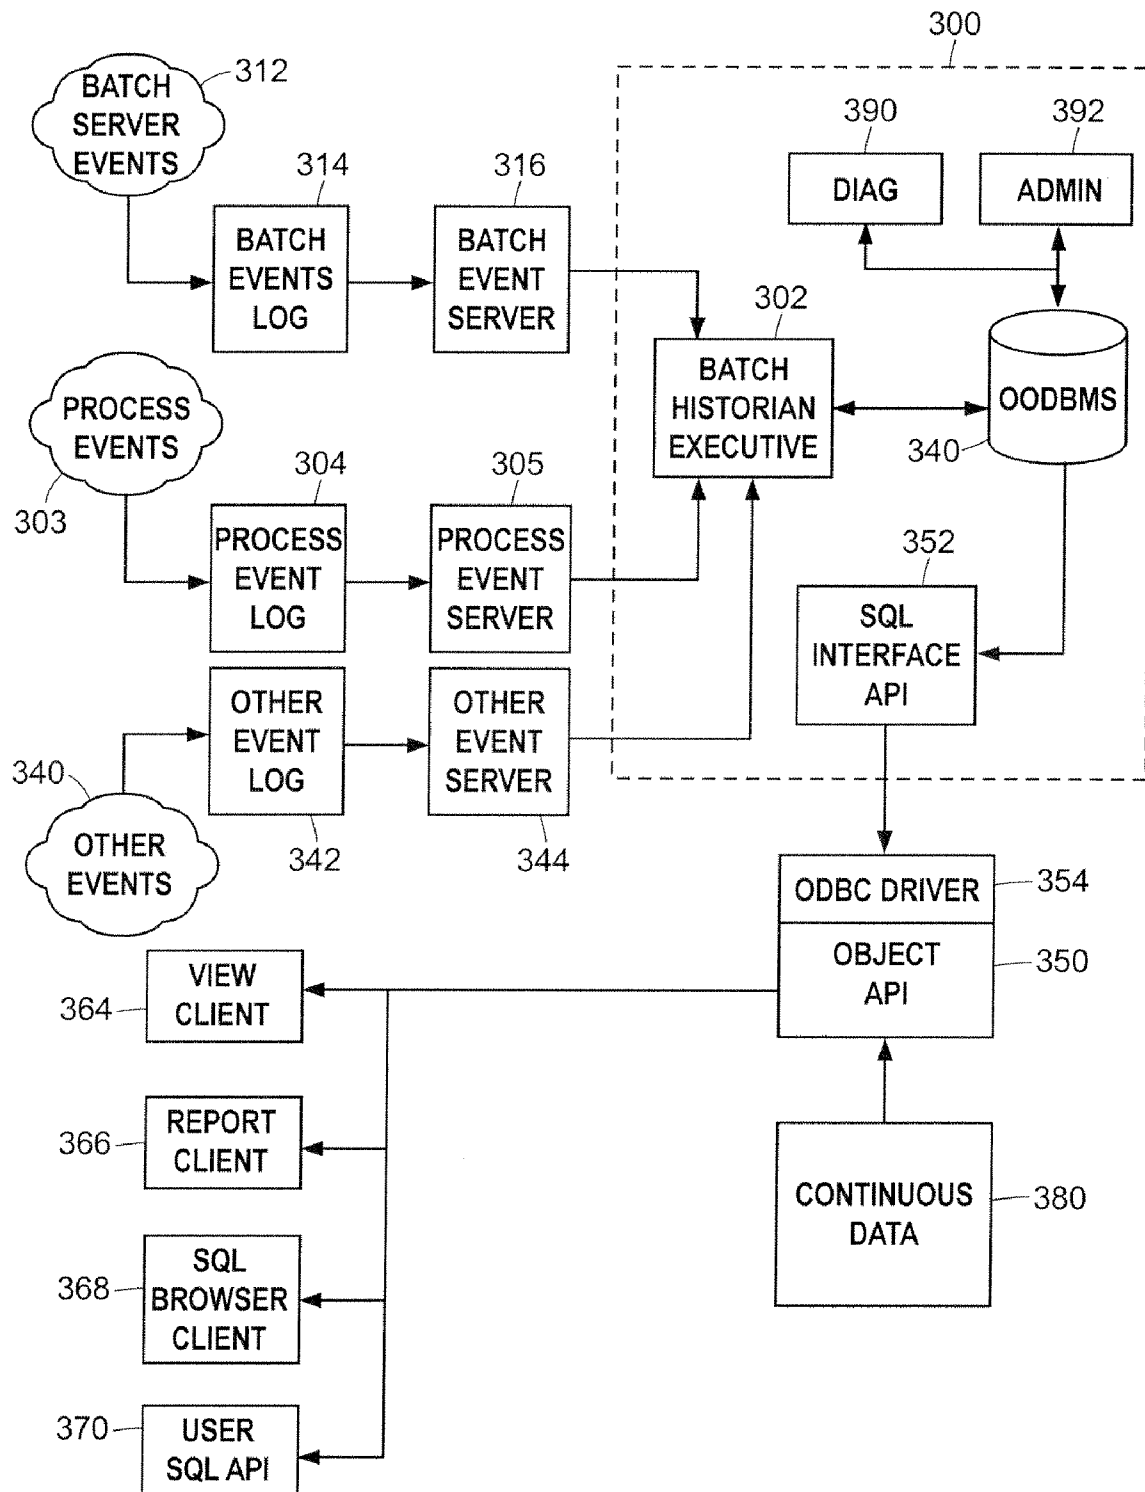 300
312
BATCH
SERVER
EVENTS
390
392
DIAG
ADMIN
314
316
BATCH
EVENTS
LOG
BATCH
EVENT
SERVER
302
BATCH
HISTORIAN
EXECUTIVE
OODBMS
340
PROCESS
EVENTS
303
304
305
PROCESS
EVENT
LOG
PROCESS
EVENT
SERVER
352
SQL
INTERFACE
API
OTHER
EVENT
LOG
OTHER
EVENT
SERVER
340
OTHER
EVENTS
342
344
ODBC DRIVER
354
OBJECT
API
350
VIEW
CLIENT
364
REPORT
CLIENT
366
CONTINUOUS
DATA
380
SQL
BROWSER
CLIENT
368
USER
SQL API
370